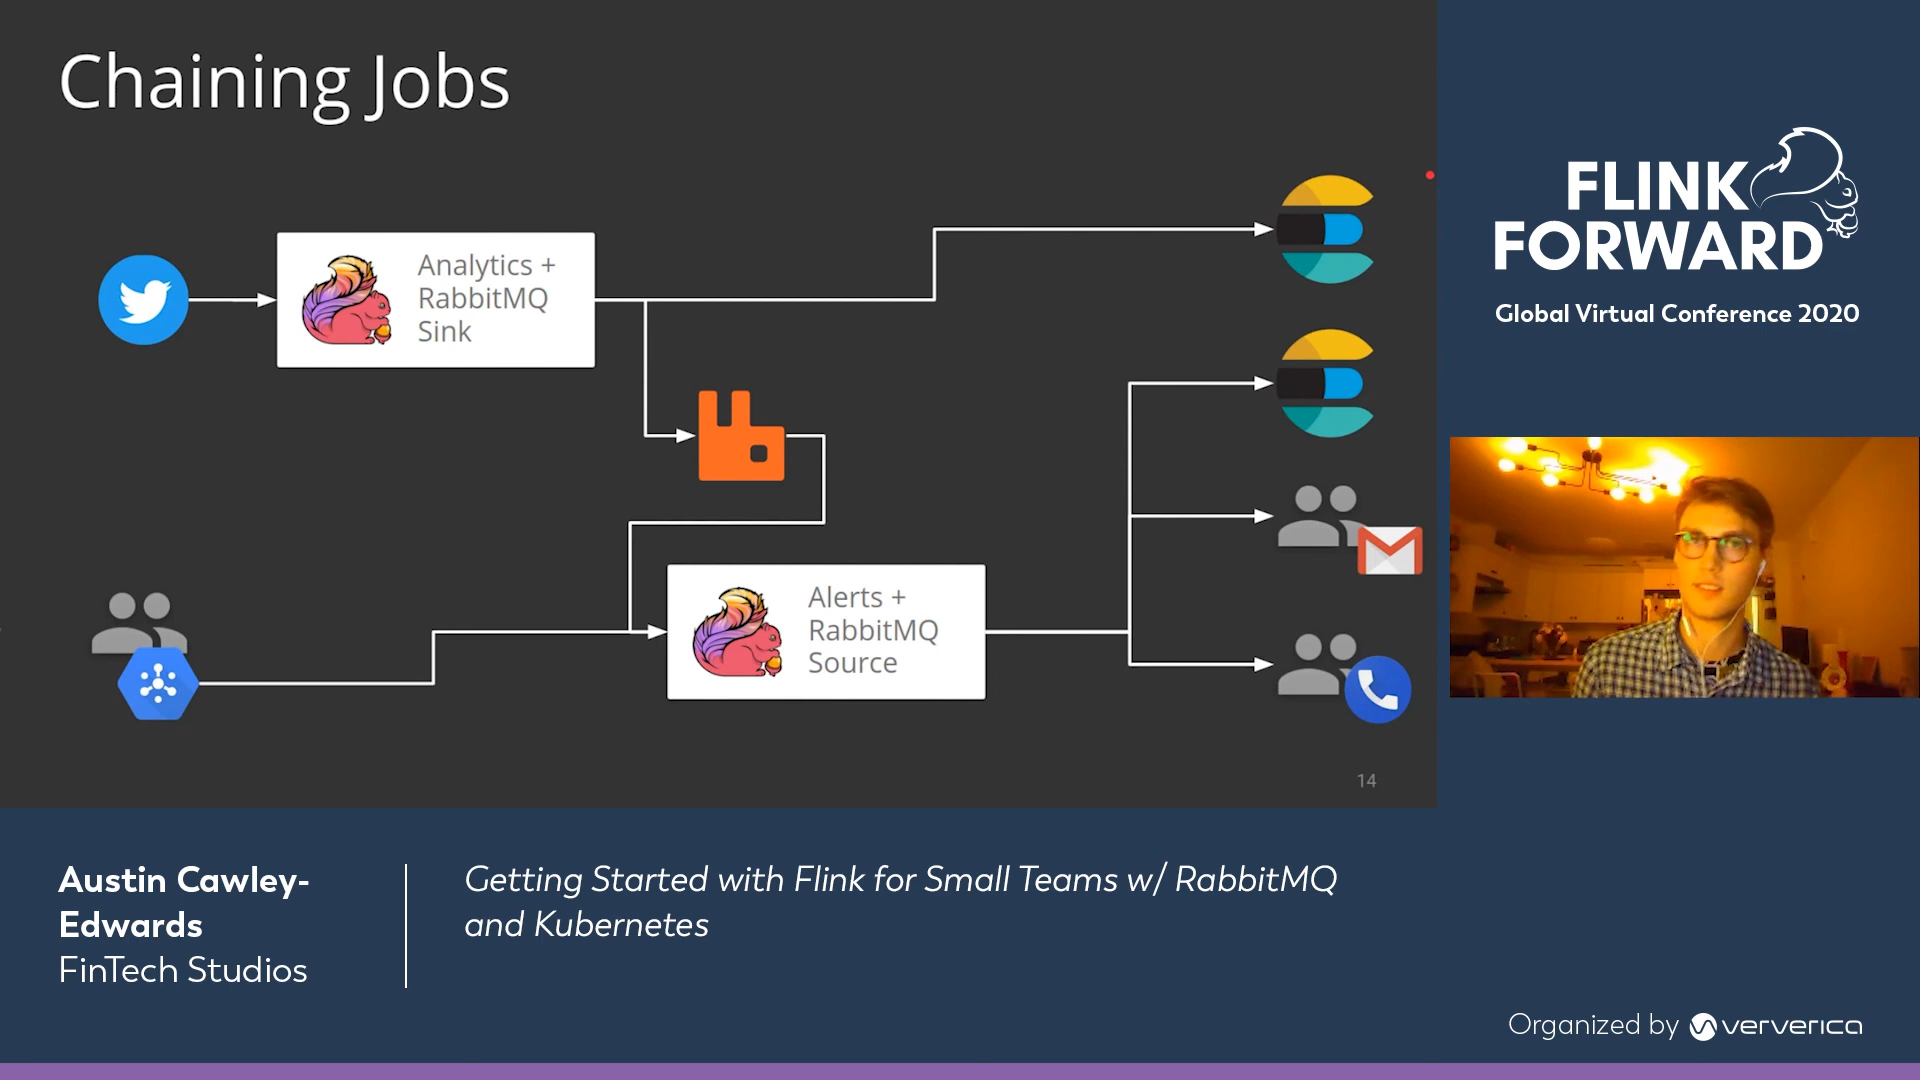 Chaining Jobs
Analytics +
RabbitMQ
Sink
Alerts +
RabbitMQ
Source
14
FLINK
FORWARD
Global Virtual Conference 2020
Austin Cawley-
Edwards
FinTech Studios
Getting Started with Flink for Small Teams w/ RabbitMQ
and Kubernetes
Organized by ververica